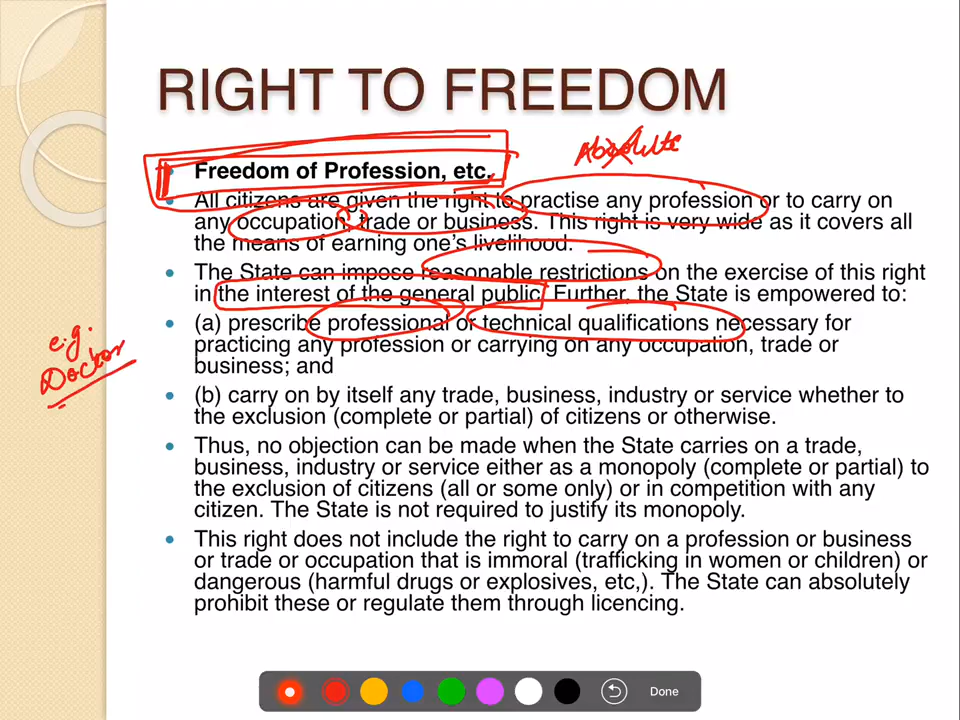 RIGHT TO FREEDOM
Absolute
Freedom of Profession, etc.
All citizens are given the right to practise any profession or to carry on
any occupation, trade or business. This right is very wide as it covers all
the means of earning one's livelihood.
The State can impose reasonable restrictions on the exercise of this right
in the interest of the general public. Further, the State is empowered to:
(a) prescribe professional or technical qualifications necessary for
practicing any profession or carrying on any occupation, trade or
business; and
e.g.
Doctor
(b) carry on by itself any trade, business, industry or service whether to
the exclusion (complete or partial) of citizens or otherwise.
Thus, no objection can be made when the State carries on a trade,
business, industry or service either as a monopoly (complete or partial) to
the exclusion of citizens (all or some only) or in competition with any
citizen. The State is not required to justify its monopoly.
This right does not include the right to carry on a profession or business
or trade or occupation that is immoral (trafficking in women or children) or
dangerous (harmful drugs or explosives, etc,). The State can absolutely
prohibit these or regulate them through licencing.
Done